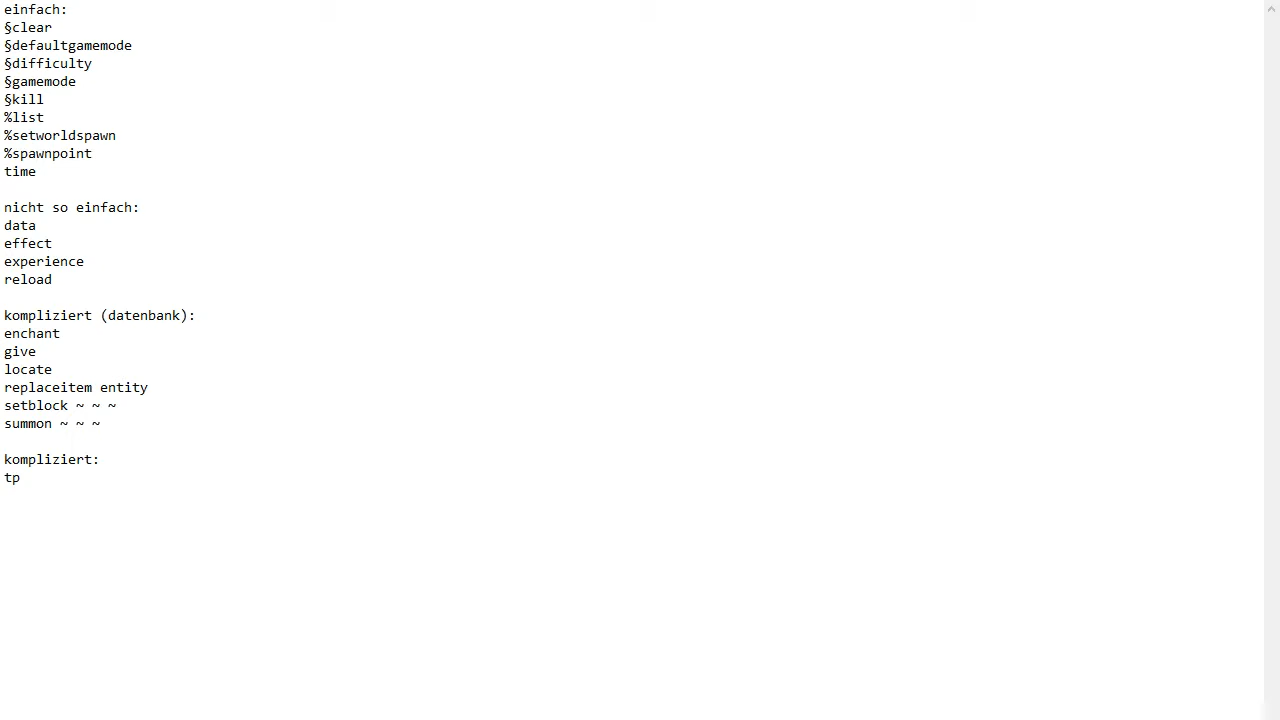 einfach:
§clear
§defaultgamemode
§difficulty
§gamemode
§kill
%list
%setworldspawn
%spawnpoint
time

nicht so einfach:
data
effect
experience
reload

kompliziert (datenbank):
enchant
give
locate
replaceitem entity
setblock ~ ~ ~
summon ~ ~ ~

kompliziert:
tp